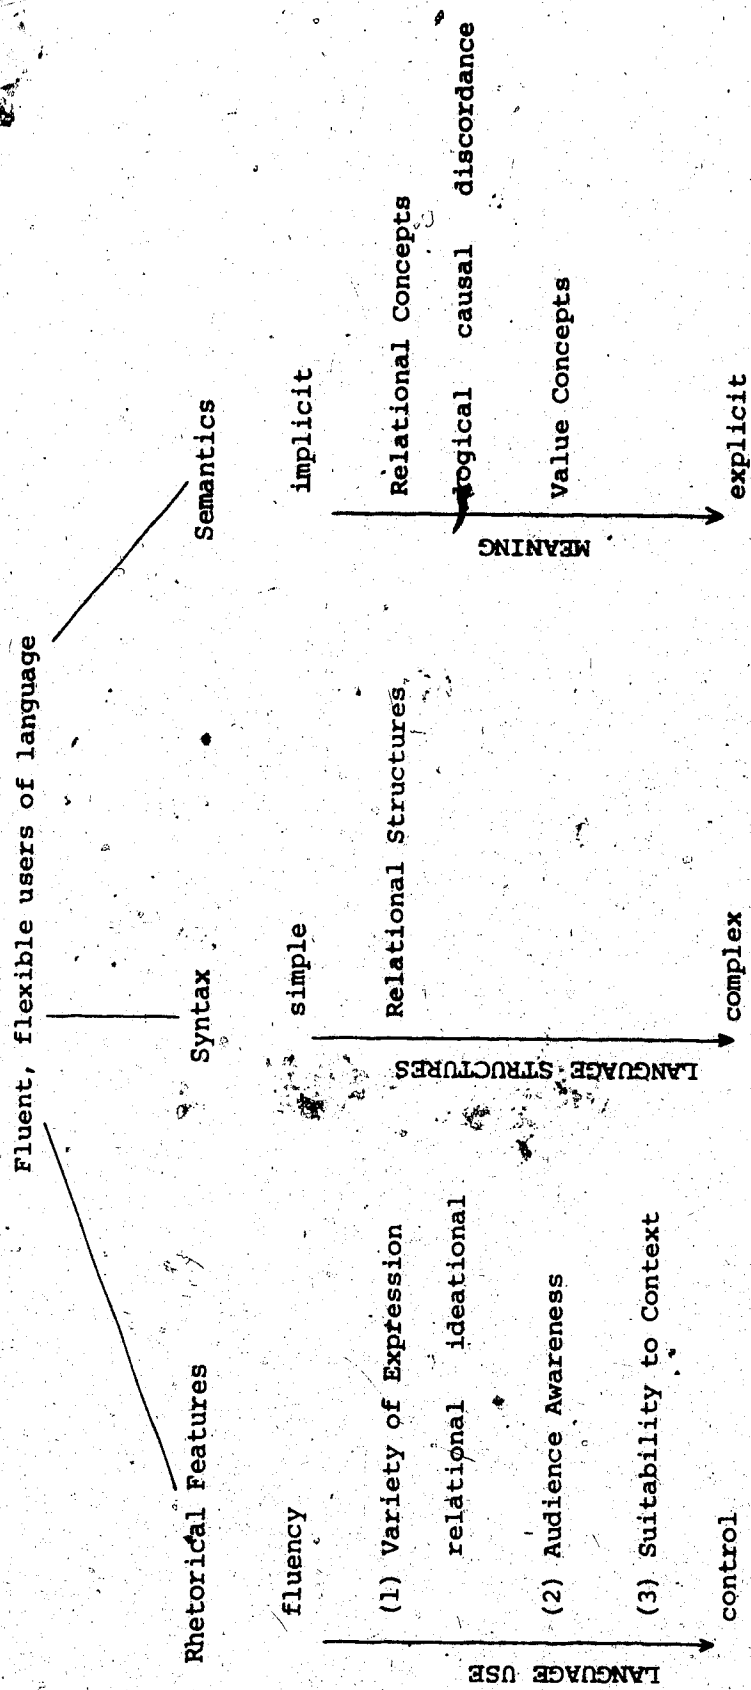 Fluent, flexible users of language
Rhetorical Features
Syntax
Semantics
fluency
simple
implicit
(1) Variety of Expression
relational ideational
(2) Audience Awareness
(3) Suitability to Context
control
LANGUAGE USE
Relational Structures
complex
LANGUAGE STRUCTURES
Relational Concepts
logical causal discordance
Value Concepts
explicit
MEANING